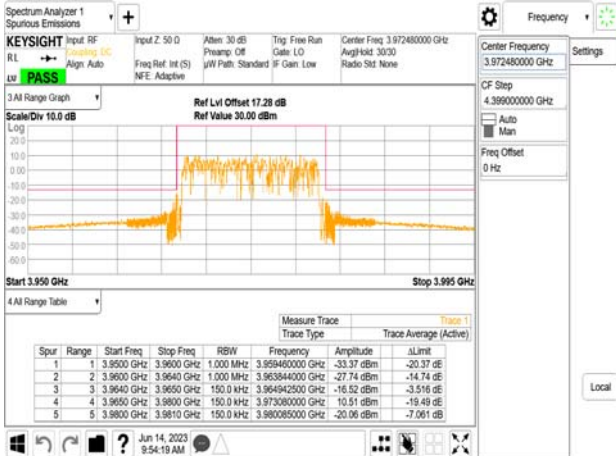 Spectrum Analyzer 1
Spurious Emissions
+
Frequency
KEYSIGHT
RL
LVI PASS
Input: RF
Coupling: DC
Align: Auto
Input Z: 50 Ω
Freq Ref: Int (S)
NFE: Adaptive
Atten: 30 dB
Preamp: Off
µW Path: Standard
Trig: Free Run
Gate: LO
IF Gain: Low
Center Freq: 3.972480000 GHz
Avg|Hold: 30/30
Radio Std: None
3 All Range Graph
Scale/Div 10.0 dB
Ref Lvl Offset 17.28 dB
Ref Value 30.00 dBm
Log
20.0
10.0
0.00
-10.0
-20.0
-30.0
-40.0
-50.0
-60.0
Start 3.950 GHz
Stop 3.995 GHz
4 All Range Table
Measure Trace Trace 1
Trace Type Trace Average (Active)
Spur Range Start Freq Stop Freq RBW Frequency Amplitude ΔLimit
1 1 3.9500 GHz 3.9600 GHz 1.000 MHz 3.959460000 GHz -33.37 dBm -20.37 dB
2 2 3.9600 GHz 3.9640 GHz 1.000 MHz 3.963844000 GHz -27.74 dBm -14.74 dB
3 3 3.9640 GHz 3.9650 GHz 150.0 kHz 3.964942500 GHz -16.52 dBm -3.516 dB
4 4 3.9650 GHz 3.9800 GHz 150.0 kHz 3.973080000 GHz 10.51 dBm -19.49 dB
5 5 3.9800 GHz 3.9810 GHz 150.0 kHz 3.980085000 GHz -20.06 dBm -7.061 dB
?
Jun 14, 2023
9:54:19 AM
Center Frequency
3.972480000 GHz
CF Step
4.399000000 GHz
Auto
Man
Freq Offset
0 Hz
Settings
Local